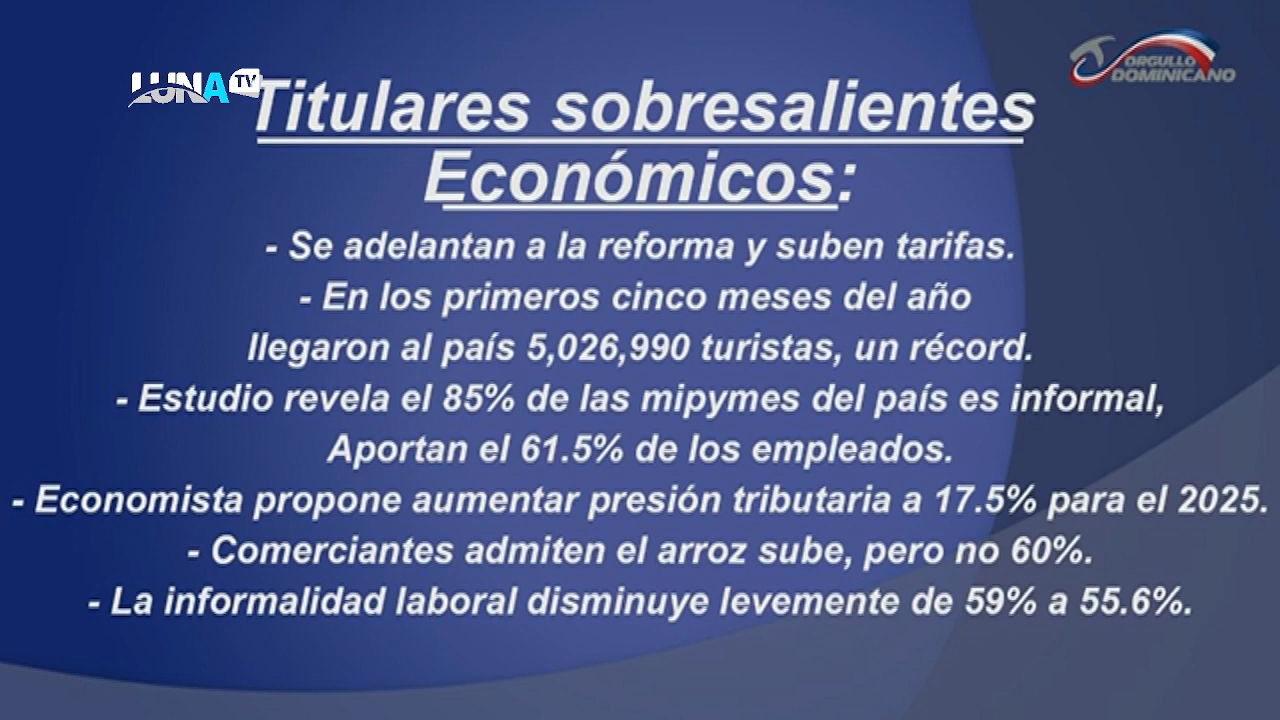 LUNA TV
ORGULLO
DOMINICANO
Titulares sobresalientes
Económicos:
- Se adelantan a la reforma y suben tarifas.
- En los primeros cinco meses del año
llegaron al país 5,026,990 turistas, un récord.
- Estudio revela el 85% de las mipymes del país es informal,
Aportan el 61.5% de los empleados.
- Economista propone aumentar presión tributaria a 17.5% para el 2025.
- Comerciantes admiten el arroz sube, pero no 60%.
- La informalidad laboral disminuye levemente de 59% a 55.6%.